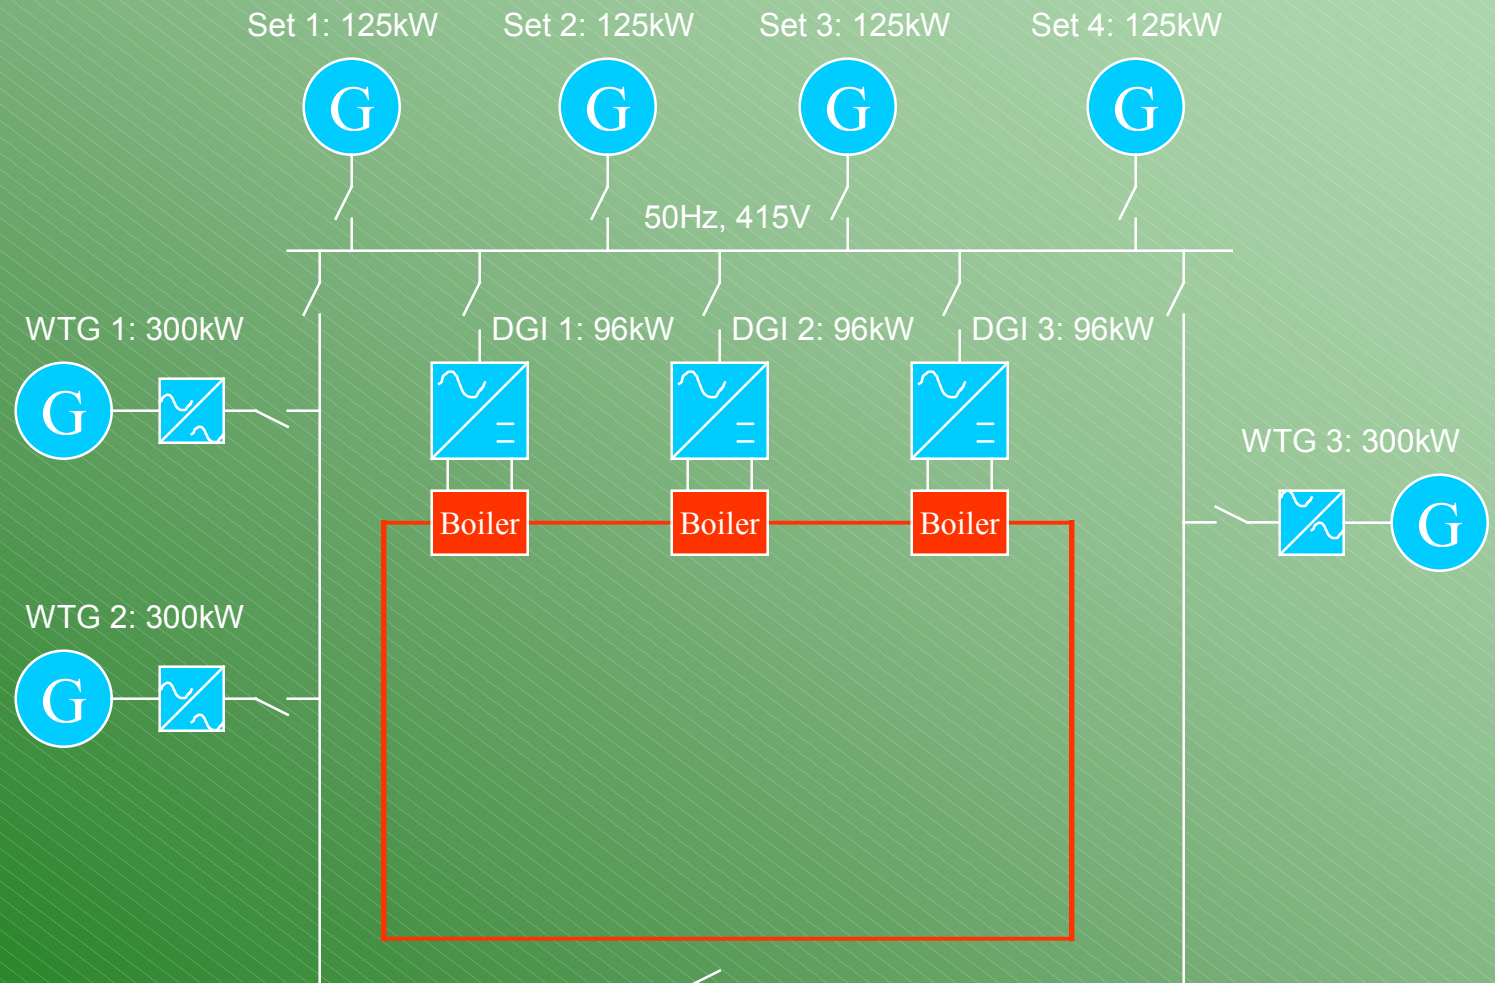 Set 1: 125kW Set 2: 125kW Set 3: 125kW Set 4: 125kW
G G G G
50Hz, 415V
WTG 1: 300kW DGI 1: 96kW DGI 2: 96kW DGI 3: 96kW
G
WTG 3: 300kW
Boiler Boiler Boiler G
WTG 2: 300kW
G